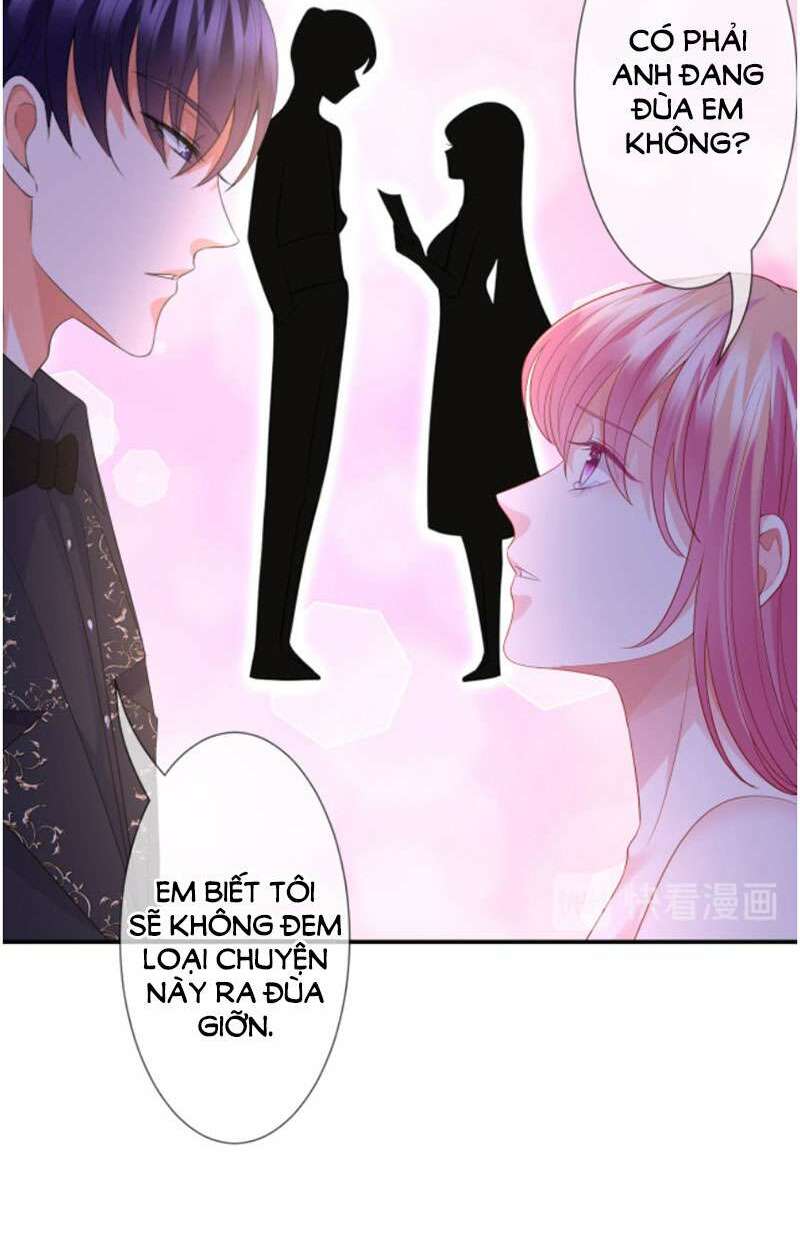 CÓ PHẢI
ANH ĐANG
ĐÙA EM
KHÔNG?
快看漫画
EM BIẾT TÔI
SẼ KHÔNG ĐEM
LOẠI CHUYỆN
NÀY RA ĐÙA
GIỠN.